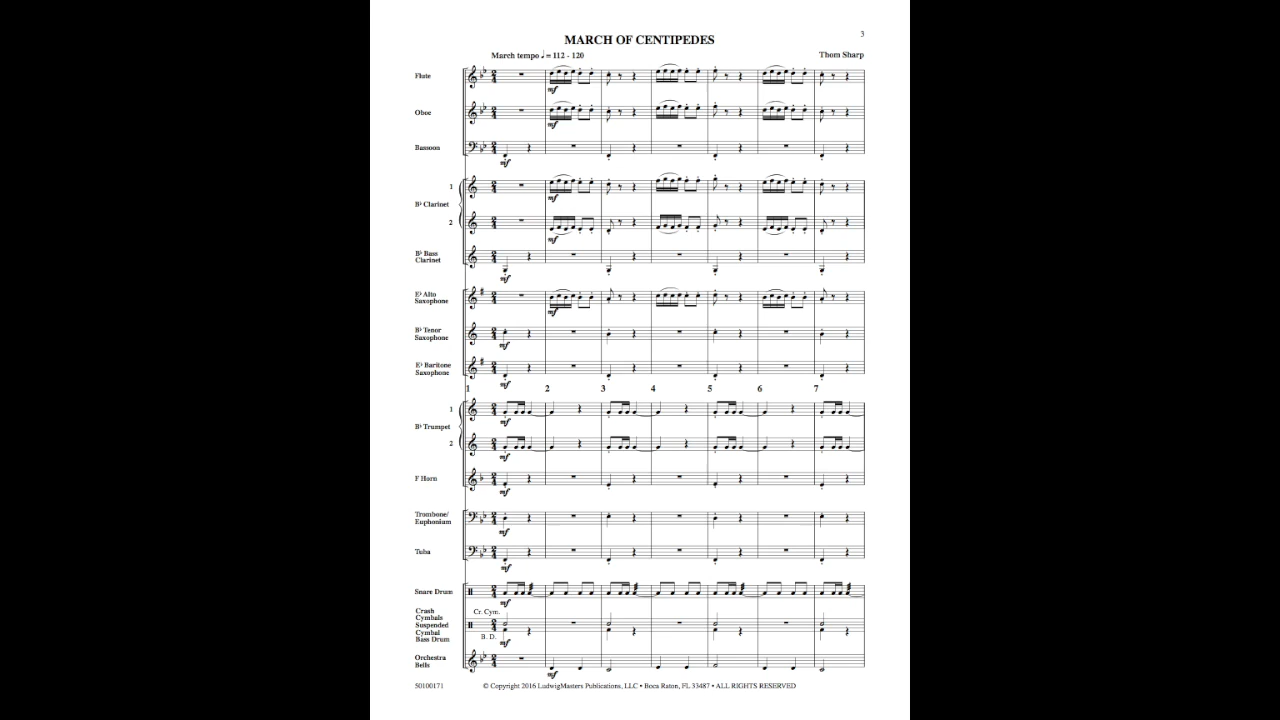 3
MARCH OF CENTIPEDES
March tempo ♩ = 112 - 120
Thom Sharp
Flute
mf
Oboe
mf
Bassoon
mf
1
mf
B♭ Clarinet
2
mf
B♭ Bass
Clarinet
mf
E♭ Alto
Saxophone
mf
B♭ Tenor
Saxophone
mf
E♭ Baritone
Saxophone
mf
1 2 3 4 5 6 7
1
mf
B♭ Trumpet
2
mf
F Horn
mf
Trombone/
Euphonium
mf
Tuba
mf
Snare Drum
mf
Crash
Cymbals
Suspended
Cymbal
Bass Drum
Cr. Cym.
B. D.
mf
Orchestra
Bells
mf
50100171
© Copyright 2016 LudwigMasters Publications, LLC • Boca Raton, FL 33487 • ALL RIGHTS RESERVED